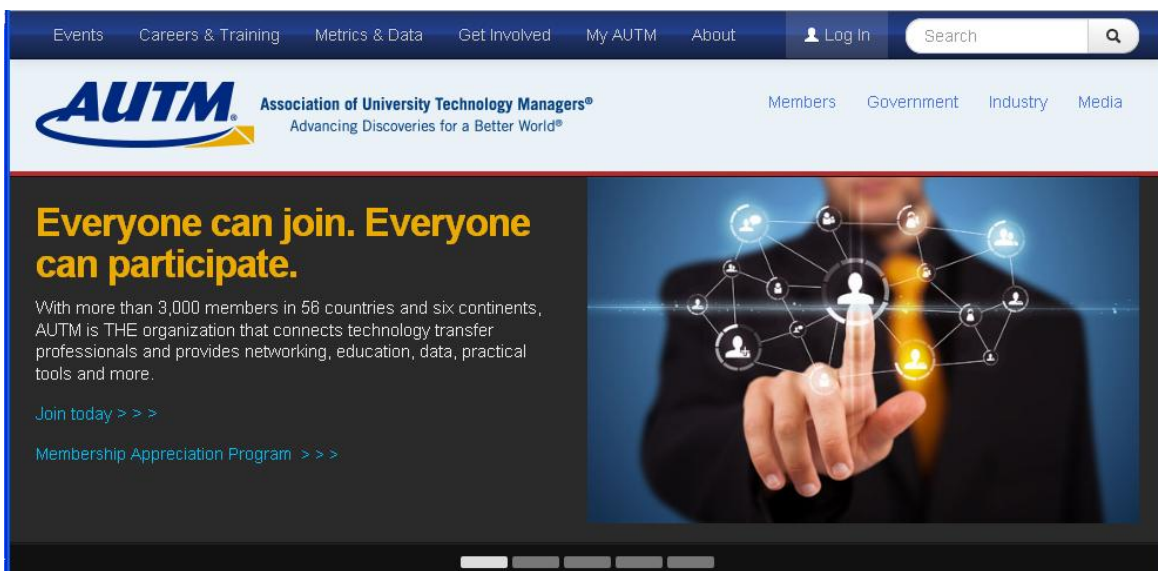 Events Careers & Training Metrics & Data Get Involved My AUTM About Log In Search
AUTM.
Association of University Technology Managers®
Advancing Discoveries for a Better World®
Members Government Industry Media
Everyone can join. Everyone
can participate.
With more than 3,000 members in 56 countries and six continents,
AUTM is THE organization that connects technology transfer
professionals and provides networking, education, data, practical
tools and more.
Join today > > >
Membership Appreciation Program > > >